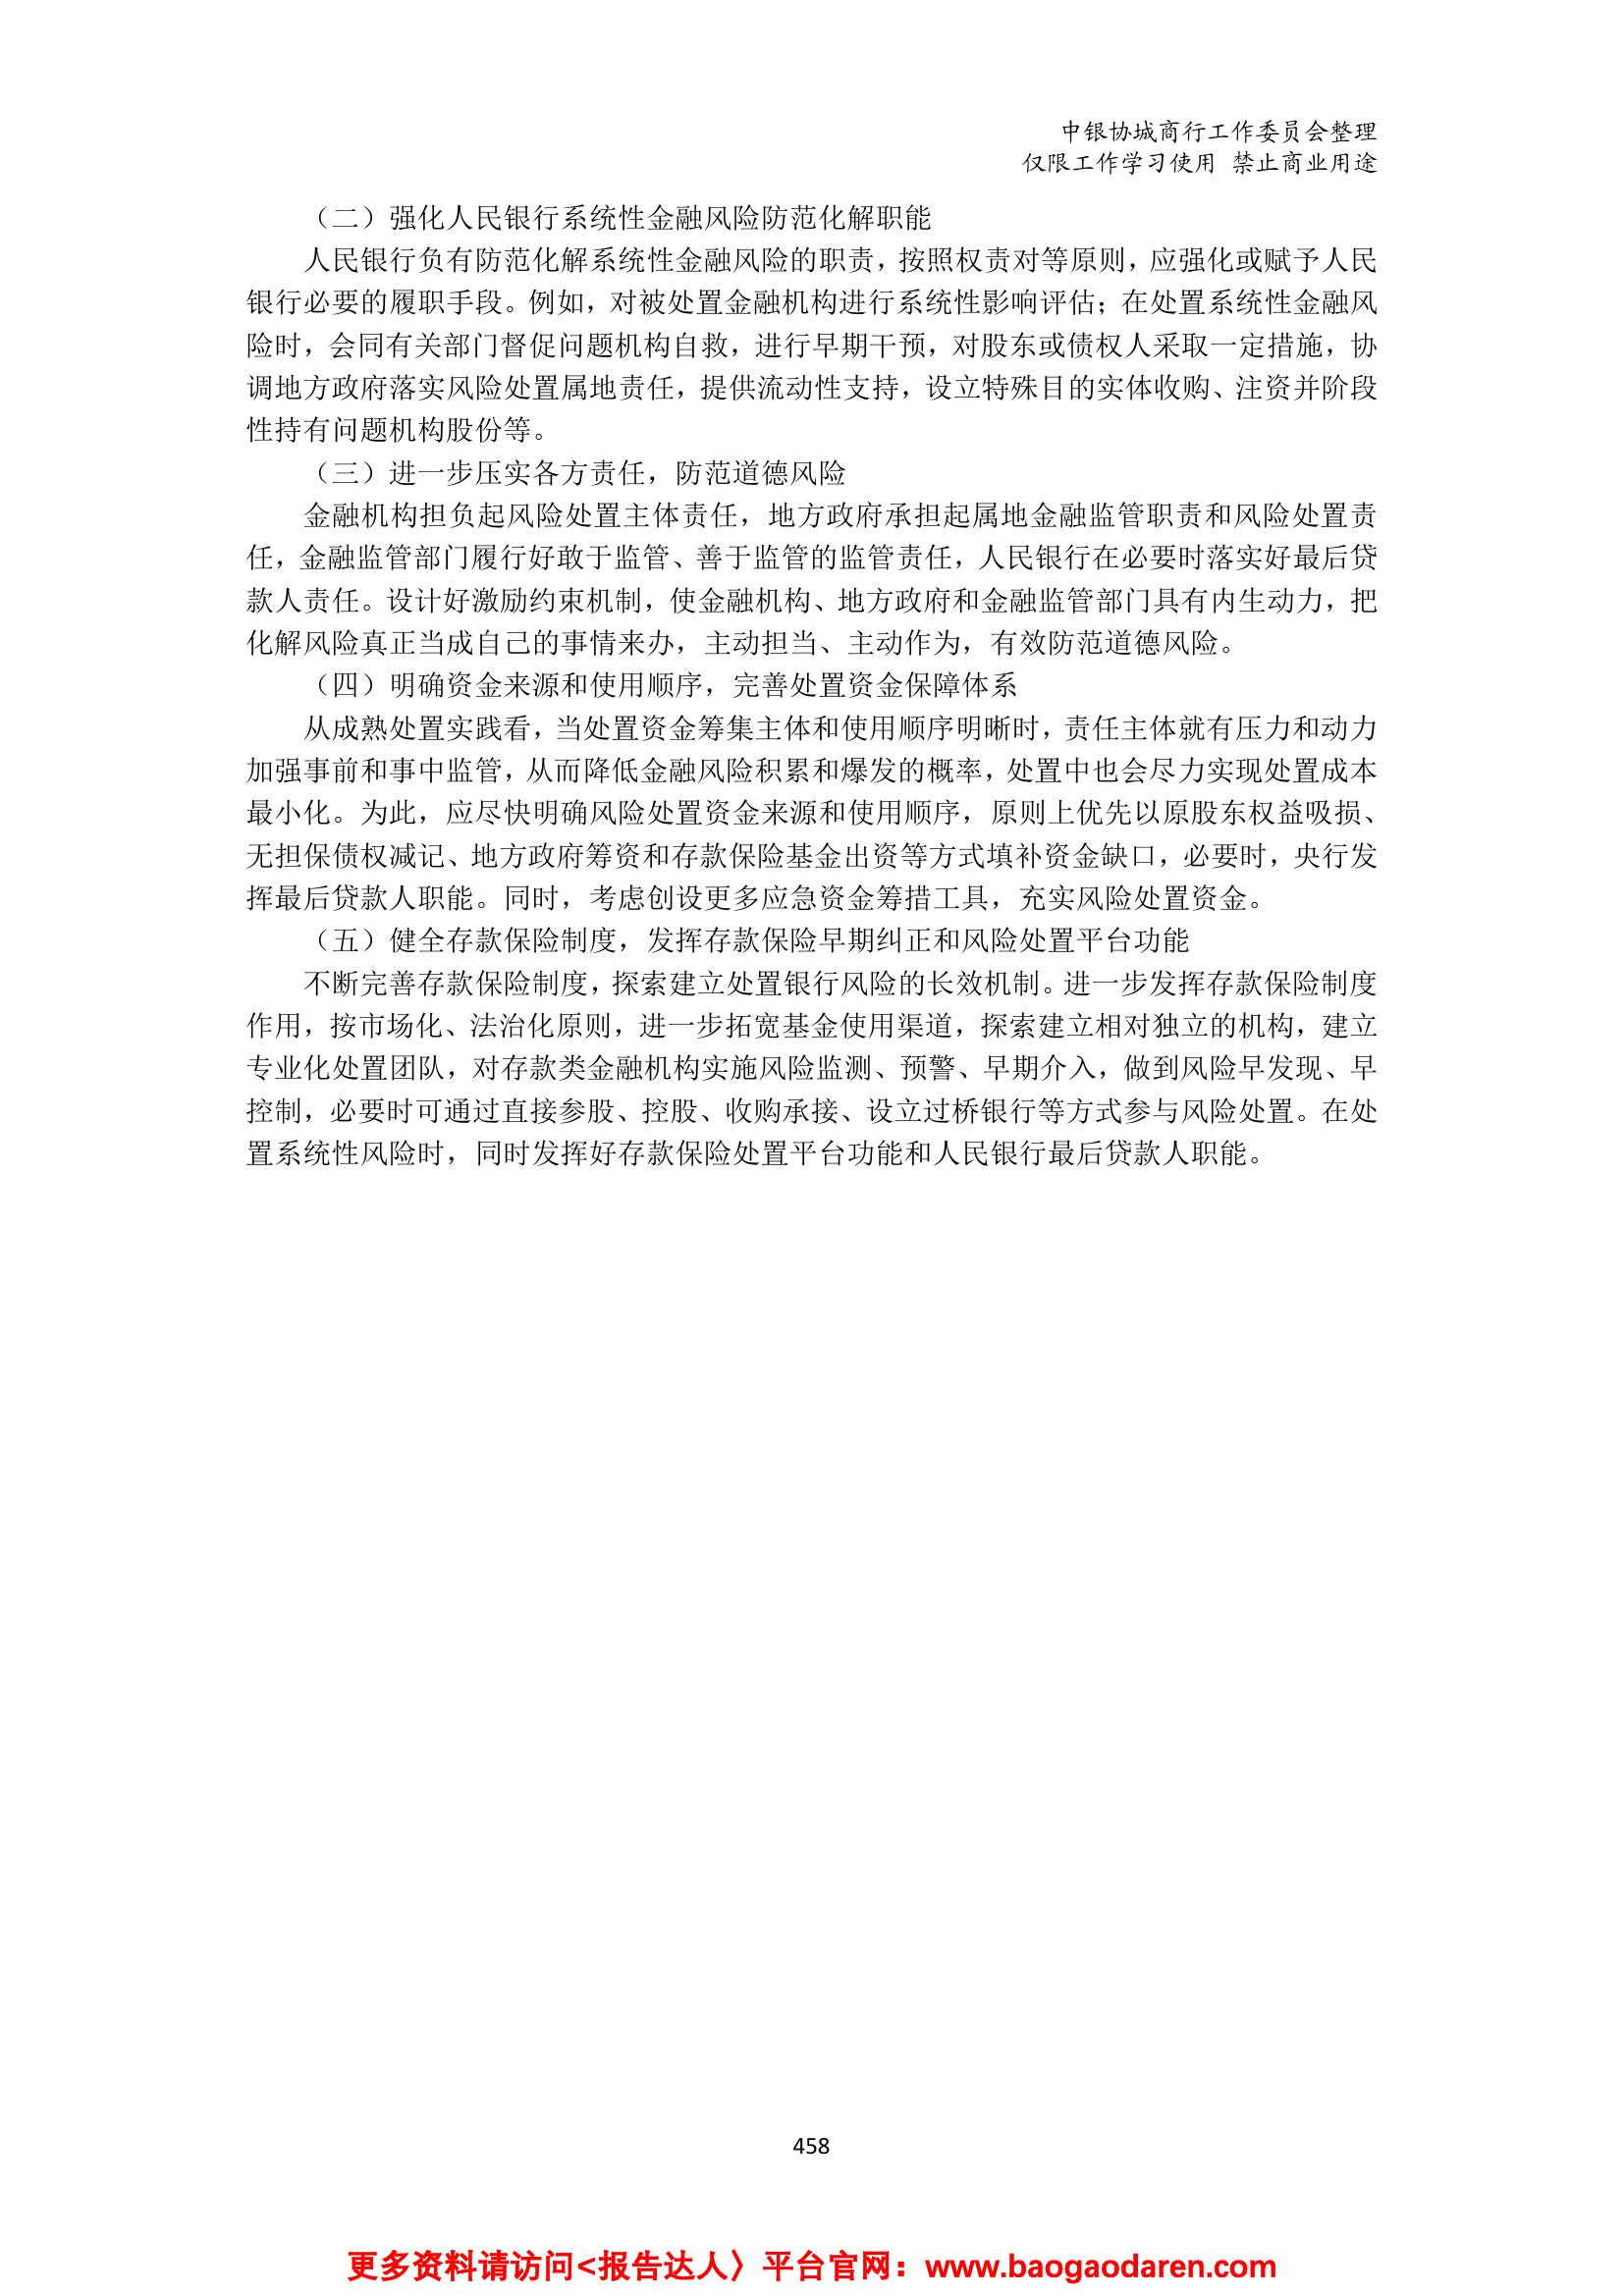 中银协城商行工作委员会整理
仅限工作学习使用 禁止商业用途
（二）强化人民银行系统性金融风险防范化解职能
人民银行负有防范化解系统性金融风险的职责，按照权责对等原则，应强化或赋予人民
银行必要的履职手段。例如，对被处置金融机构进行系统性影响评估；在处置系统性金融风
险时，会同有关部门督促问题机构自救，进行早期干预，对股东或债权人采取一定措施，协
调地方政府落实风险处置属地责任，提供流动性支持，设立特殊目的实体收购、注资并阶段
性持有问题机构股份等。
（三）进一步压实各方责任，防范道德风险
金融机构担负起风险处置主体责任，地方政府承担起属地金融监管职责和风险处置责
任，金融监管部门履行好敢于监管、善于监管的监管责任，人民银行在必要时落实好最后贷
款人责任。设计好激励约束机制，使金融机构、地方政府和金融监管部门具有内生动力，把
化解风险真正当成自己的事情来办，主动担当、主动作为，有效防范道德风险。
（四）明确资金来源和使用顺序，完善处置资金保障体系
从成熟处置实践看，当处置资金筹集主体和使用顺序明晰时，责任主体就有压力和动力
加强事前和事中监管，从而降低金融风险积累和爆发的概率，处置中也会尽力实现处置成本
最小化。为此，应尽快明确风险处置资金来源和使用顺序，原则上优先以原股东权益吸损、
无担保债权减记、地方政府筹资和存款保险基金出资等方式填补资金缺口，必要时，央行发
挥最后贷款人职能。同时，考虑创设更多应急资金筹措工具，充实风险处置资金。
（五）健全存款保险制度，发挥存款保险早期纠正和风险处置平台功能
不断完善存款保险制度，探索建立处置银行风险的长效机制。进一步发挥存款保险制度
作用，按市场化、法治化原则，进一步拓宽基金使用渠道，探索建立相对独立的机构，建立
专业化处置团队，对存款类金融机构实施风险监测、预警、早期介入，做到风险早发现、早
控制，必要时可通过直接参股、控股、收购承接、设立过桥银行等方式参与风险处置。在处
置系统性风险时，同时发挥好存款保险处置平台功能和人民银行最后贷款人职能。
458
更多资料请访问<报告达人〉平台官网：www.baogaodaren.com